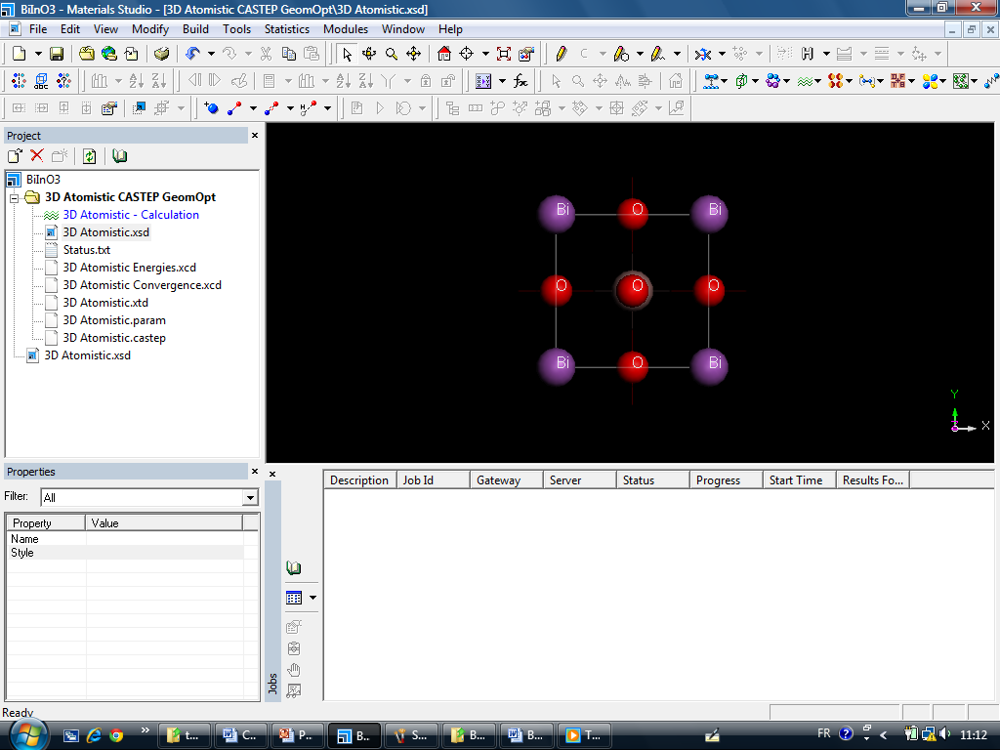 BiInO3 - Materials Studio - [3D Atomistic CASTEP GeomOpt\3D Atomistic.xsd]
File Edit View Modify Build Tools Statistics Modules Window Help
Project
BiInO3
3D Atomistic CASTEP GeomOpt
3D Atomistic - Calculation
3D Atomistic.xsd
Status.txt
3D Atomistic Energies.xcd
3D Atomistic Convergence.xcd
3D Atomistic.xtd
3D Atomistic.param
3D Atomistic.castep
3D Atomistic.xsd
Bi O Bi
O O O
Bi O Bi
Y
X
Properties
Filter: All
Property Value
Name
Style
Description Job Id Gateway Server Status Progress Start Time Results Fo...
Jobs
Ready
t... C... P... B... S... B... B... T... FR 11:12